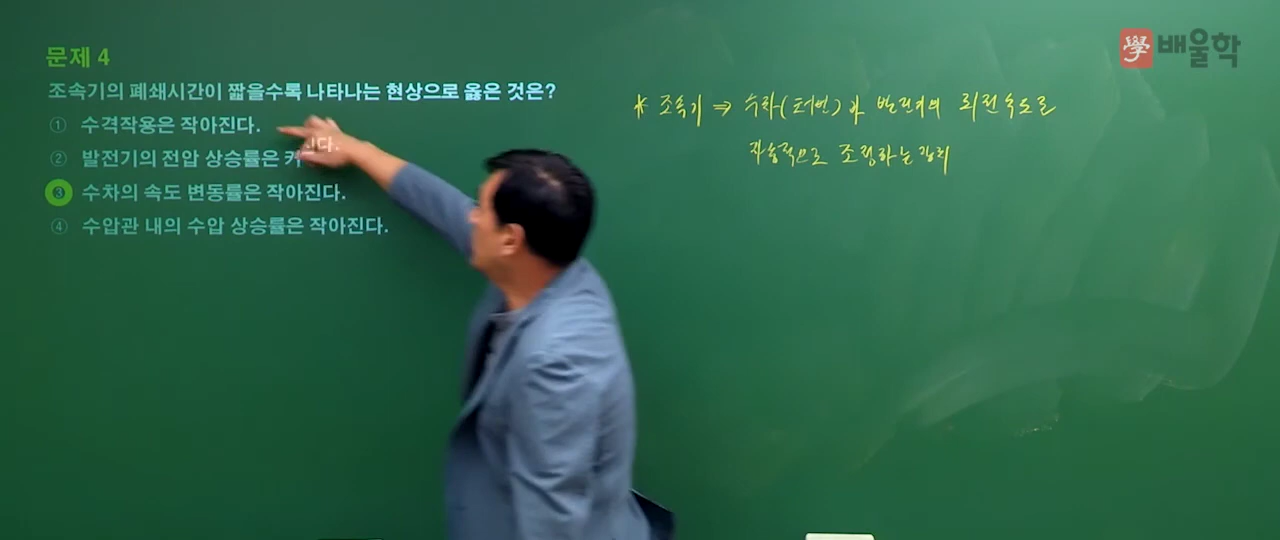 學 배울학
문제 4
조속기의 폐쇄시간이 짧을수록 나타나는 현상으로 옳은 것은?
① 수격작용은 작아진다.
② 발전기의 전압 상승률은 커진다.
❸ 수차의 속도 변동률은 작아진다.
④ 수압관 내의 수압 상승률은 작아진다.
* 조속기 ⇒ 수차(터빈)과 발전기의 회전속도를
자동적으로 조정하는 장치